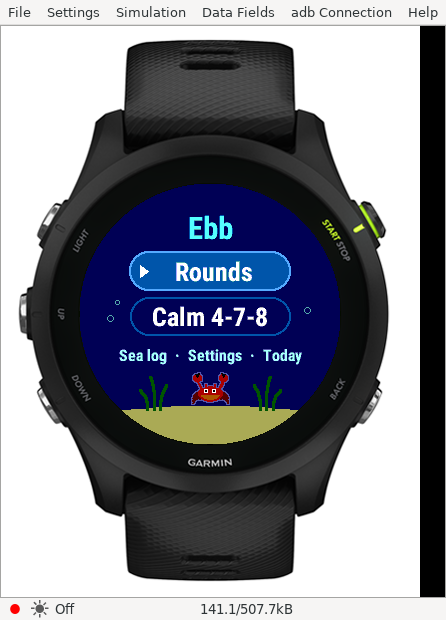 File Settings Simulation Data Fields adb Connection Help
LIGHT
START STOP
UP
DOWN
BACK
Ebb
Rounds
Calm 4-7-8
Sea log · Settings · Today
GARMIN
Off 141.1/507.7kB